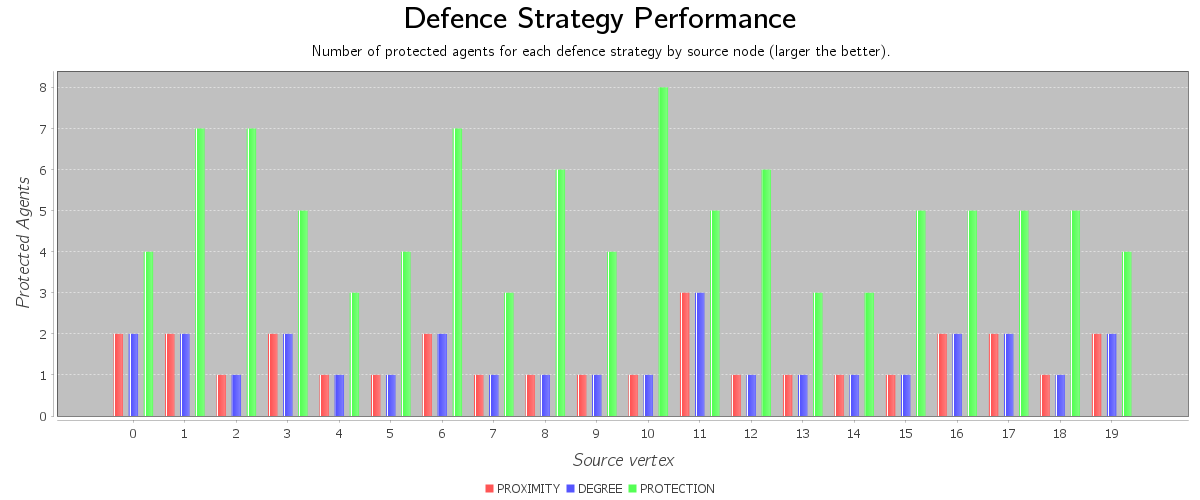 Defence Strategy Performance
Number of protected agents for each defence strategy by source node (larger the better).
Protected Agents
8
7
6
5
4
3
2
1
0
0 1 2 3 4 5 6 7 8 9 10 11 12 13 14 15 16 17 18 19
Source vertex
PROXIMITY DEGREE PROTECTION